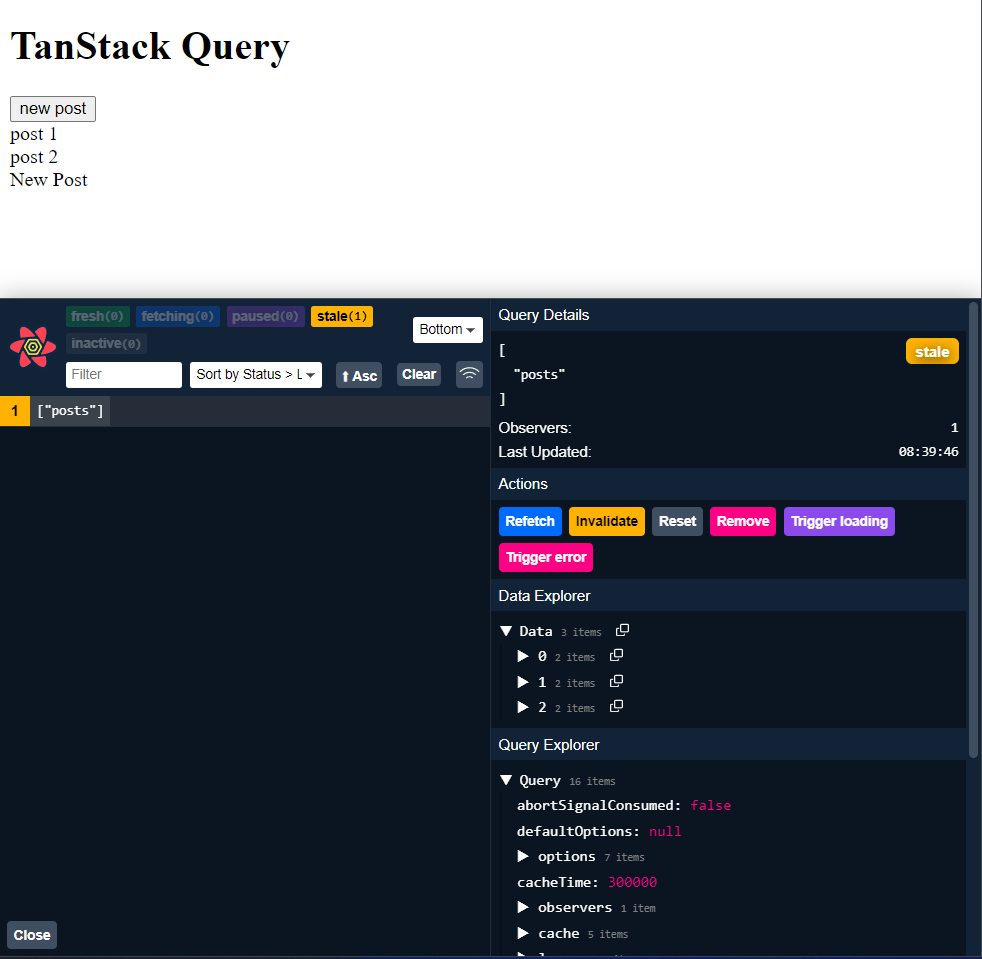 TanStack Query
new post
post 1
post 2
New Post
fresh(0) fetching(0) paused(0) stale(1)
inactive(0)
Bottom
Filter
Sort by Status > L
Asc
Clear
1 ["posts"]
Close
Query Details
[
"posts"
]
stale
Observers: 1
Last Updated: 08:39:46
Actions
Refetch Invalidate Reset Remove Trigger loading
Trigger error
Data Explorer
Data 3 items
0 2 items
1 2 items
2 2 items
Query Explorer
Query 16 items
abortSignalConsumed: false
defaultOptions: null
options 7 items
cacheTime: 300000
observers 1 item
cache 5 items